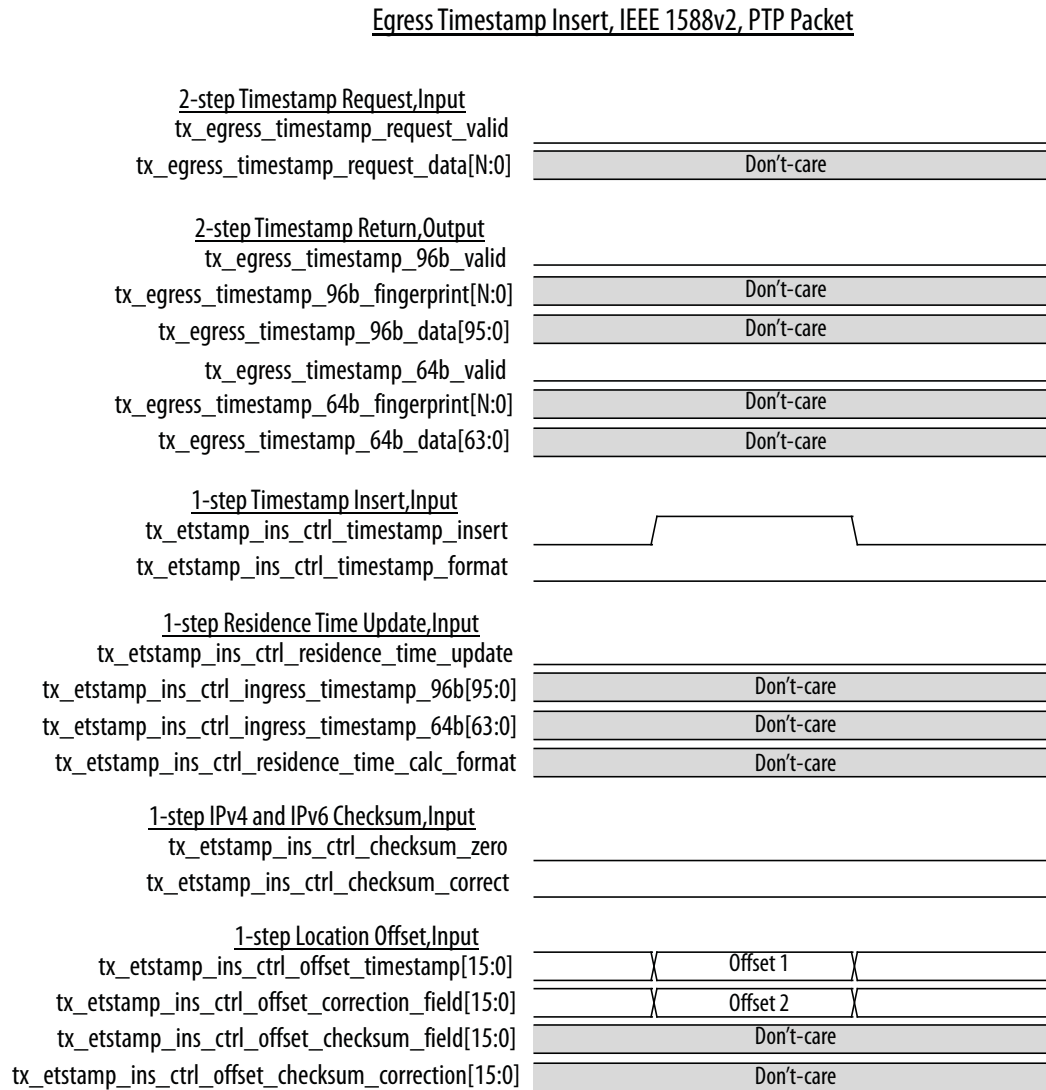 Egress Timestamp Insert, IEEE 1588v2, PTP Packet
2-step Timestamp Request,Input
tx_egress_timestamp_request_valid
tx_egress_timestamp_request_data[N:0] Don't-care
2-step Timestamp Return,Output
tx_egress_timestamp_96b_valid
tx_egress_timestamp_96b_fingerprint[N:0] Don't-care
tx_egress_timestamp_96b_data[95:0] Don't-care
tx_egress_timestamp_64b_valid
tx_egress_timestamp_64b_fingerprint[N:0] Don't-care
tx_egress_timestamp_64b_data[63:0] Don't-care
1-step Timestamp Insert,Input
tx_etstamp_ins_ctrl_timestamp_insert
tx_etstamp_ins_ctrl_timestamp_format
1-step Residence Time Update,Input
tx_etstamp_ins_ctrl_residence_time_update
tx_etstamp_ins_ctrl_ingress_timestamp_96b[95:0] Don't-care
tx_etstamp_ins_ctrl_ingress_timestamp_64b[63:0] Don't-care
tx_etstamp_ins_ctrl_residence_time_calc_format Don't-care
1-step IPv4 and IPv6 Checksum,Input
tx_etstamp_ins_ctrl_checksum_zero
tx_etstamp_ins_ctrl_checksum_correct
1-step Location Offset,Input
tx_etstamp_ins_ctrl_offset_timestamp[15:0] Offset 1
tx_etstamp_ins_ctrl_offset_correction_field[15:0] Offset 2
tx_etstamp_ins_ctrl_offset_checksum_field[15:0] Don't-care
tx_etstamp_ins_ctrl_offset_checksum_correction[15:0] Don't-care